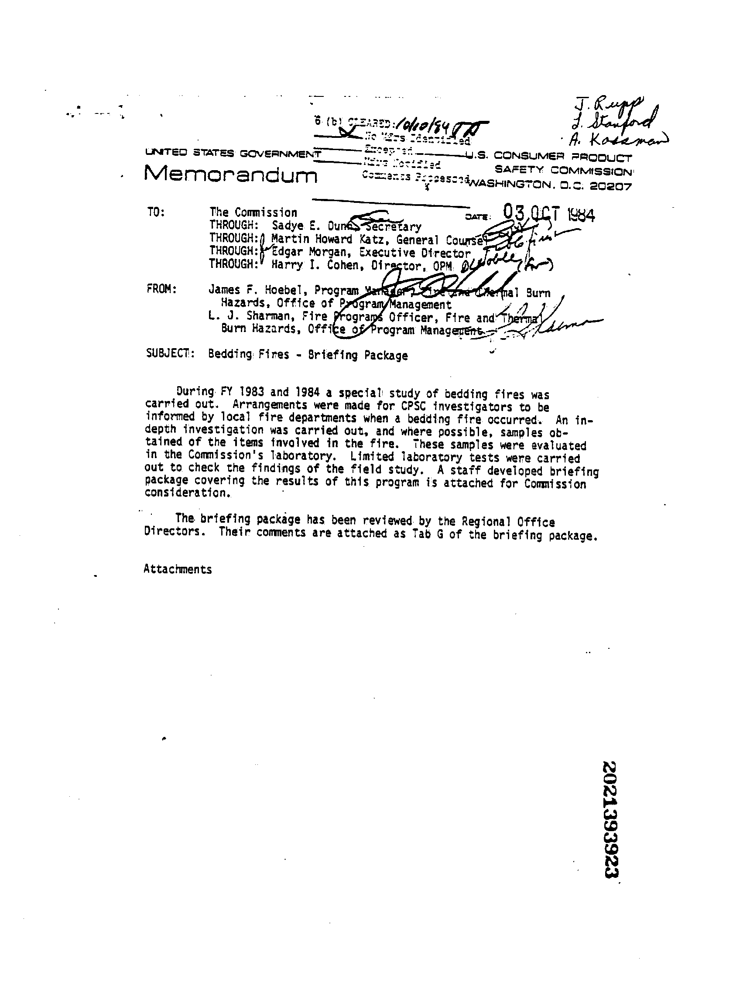 J. Rupp
J. Stanford
A. Kossman
6 (b) CLEARED: 10/10/84
No Mfrs Identified
Excepted
Mfrs Notified
Comments Processed
UNITED STATES GOVERNMENT
Memorandum
U.S. CONSUMER PRODUCT
SAFETY COMMISSION
WASHINGTON, D.C. 20207
DATE: 03 OCT 1984
TO: The Commission
THROUGH: Sadye E. Dunn, Secretary
THROUGH: Martin Howard Katz, General Counsel
THROUGH: Edgar Morgan, Executive Director
THROUGH: Harry I. Cohen, Director, OPM
FROM: James F. Hoebel, Program Manager, Fire and Thermal Burn
Hazards, Office of Program Management
L. J. Sharman, Fire Programs Officer, Fire and Thermal
Burn Hazards, Office of Program Management
SUBJECT: Bedding Fires - Briefing Package
During FY 1983 and 1984 a special study of bedding fires was
carried out. Arrangements were made for CPSC investigators to be
informed by local fire departments when a bedding fire occurred. An in-
depth investigation was carried out, and where possible, samples ob-
tained of the items involved in the fire. These samples were evaluated
in the Commission's laboratory. Limited laboratory tests were carried
out to check the findings of the field study. A staff developed briefing
package covering the results of this program is attached for Commission
consideration.
The briefing package has been reviewed by the Regional Office
Directors. Their comments are attached as Tab G of the briefing package.
Attachments
2021393923